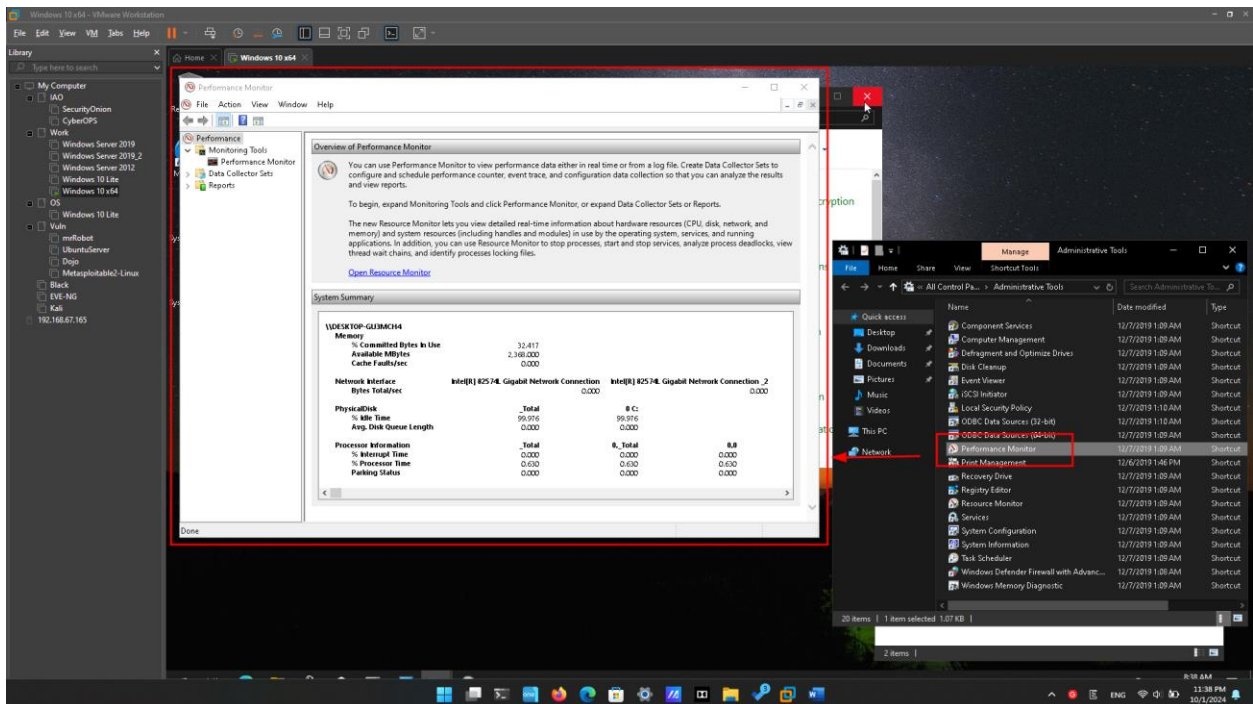 Windows 10 x64 - VMware Workstation
File Edit View VM Tabs Help
Library
Type here to search
My Computer
IAO
SecurityOnion
CyberOPS
Work
Windows Server 2019
Windows Server 2019_2
Windows Server 2012
Windows 10 Lite
Windows 10 x64
OS
Windows 10 Lite
Vuln
mrRobot
UbuntuServer
Dojo
Metasploitable2-Linux
Black
EVE-NG
Kali
192.168.67.165
Home Windows 10 x64
Performance Monitor
File Action View Window Help
Performance
Monitoring Tools
Performance Monitor
Data Collector Sets
Reports
Overview of Performance Monitor
You can use Performance Monitor to view performance data either in real time or from a log file. Create Data Collector Sets to
configure and schedule performance counter, event trace, and configuration data collection so that you can analyze the results
and view reports.
To begin, expand Monitoring Tools and click Performance Monitor, or expand Data Collector Sets or Reports.
The new Resource Monitor lets you view detailed real-time information about hardware resources (CPU, disk, network, and
memory) and system resources (including handles and modules) in use by the operating system, services, and running
applications. In addition, you can use Resource Monitor to stop processes, start and stop services, analyze process deadlocks, view
thread wait chains, and identify processes locking files.
Open Resource Monitor
System Summary
\\DESKTOP-GU3MCH4
Memory
% Committed Bytes In Use 32.417
Available MBytes 2,368.000
Cache Faults/sec 0.000
Network Interface Intel[R] 82574L Gigabit Network Connection Intel[R] 82574L Gigabit Network Connection _2
Bytes Total/sec 0.000 0.000
PhysicalDisk _Total 0 C:
% Idle Time 99.976 99.976
Avg. Disk Queue Length 0.000 0.000
Processor Information _Total 0,_Total 0,0
% Interrupt Time 0.000 0.000 0.000
% Processor Time 0.630 0.630 0.630
Parking Status 0.000 0.000 0.000
Done
cryption
Manage Administrative Tools
File Home Share View Shortcut Tools
« All Control Pa... › Administrative Tools
Search Administrative To...
Quick access
Desktop
Downloads
Documents
Pictures
Music
Videos
This PC
Network
Name Date modified Type
Component Services 12/7/2019 1:09 AM Shortcut
Computer Management 12/7/2019 1:09 AM Shortcut
Defragment and Optimize Drives 12/7/2019 1:09 AM Shortcut
Disk Cleanup 12/7/2019 1:09 AM Shortcut
Event Viewer 12/7/2019 1:09 AM Shortcut
iSCSI Initiator 12/7/2019 1:09 AM Shortcut
Local Security Policy 12/7/2019 1:10 AM Shortcut
ODBC Data Sources (32-bit) 12/7/2019 1:10 AM Shortcut
ODBC Data Sources (64-bit) 12/7/2019 1:09 AM Shortcut
Performance Monitor 12/7/2019 1:09 AM Shortcut
Print Management 12/6/2019 1:46 PM Shortcut
Recovery Drive 12/7/2019 1:09 AM Shortcut
Registry Editor 12/7/2019 1:09 AM Shortcut
Resource Monitor 12/7/2019 1:09 AM Shortcut
Services 12/7/2019 1:09 AM Shortcut
System Configuration 12/7/2019 1:09 AM Shortcut
System Information 12/7/2019 1:09 AM Shortcut
Task Scheduler 12/7/2019 1:09 AM Shortcut
Windows Defender Firewall with Advanc... 12/7/2019 1:08 AM Shortcut
Windows Memory Diagnostic 12/7/2019 1:09 AM Shortcut
20 items 1 item selected 1.07 KB
2 items
8:38 AM
ENG
11:38 PM
10/1/2024